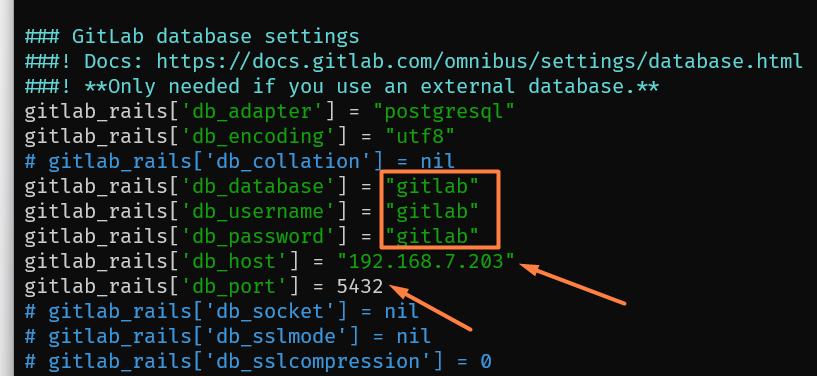 ### GitLab database settings
###! Docs: https://docs.gitlab.com/omnibus/settings/database.html
###! **Only needed if you use an external database.**
gitlab_rails['db_adapter'] = "postgresql"
gitlab_rails['db_encoding'] = "utf8"
# gitlab_rails['db_collation'] = nil
gitlab_rails['db_database'] = "gitlab"
gitlab_rails['db_username'] = "gitlab"
gitlab_rails['db_password'] = "gitlab"
gitlab_rails['db_host'] = "192.168.7.203"
gitlab_rails['db_port'] = 5432
# gitlab_rails['db_socket'] = nil
# gitlab_rails['db_sslmode'] = nil
# gitlab_rails['db_sslcompression'] = 0